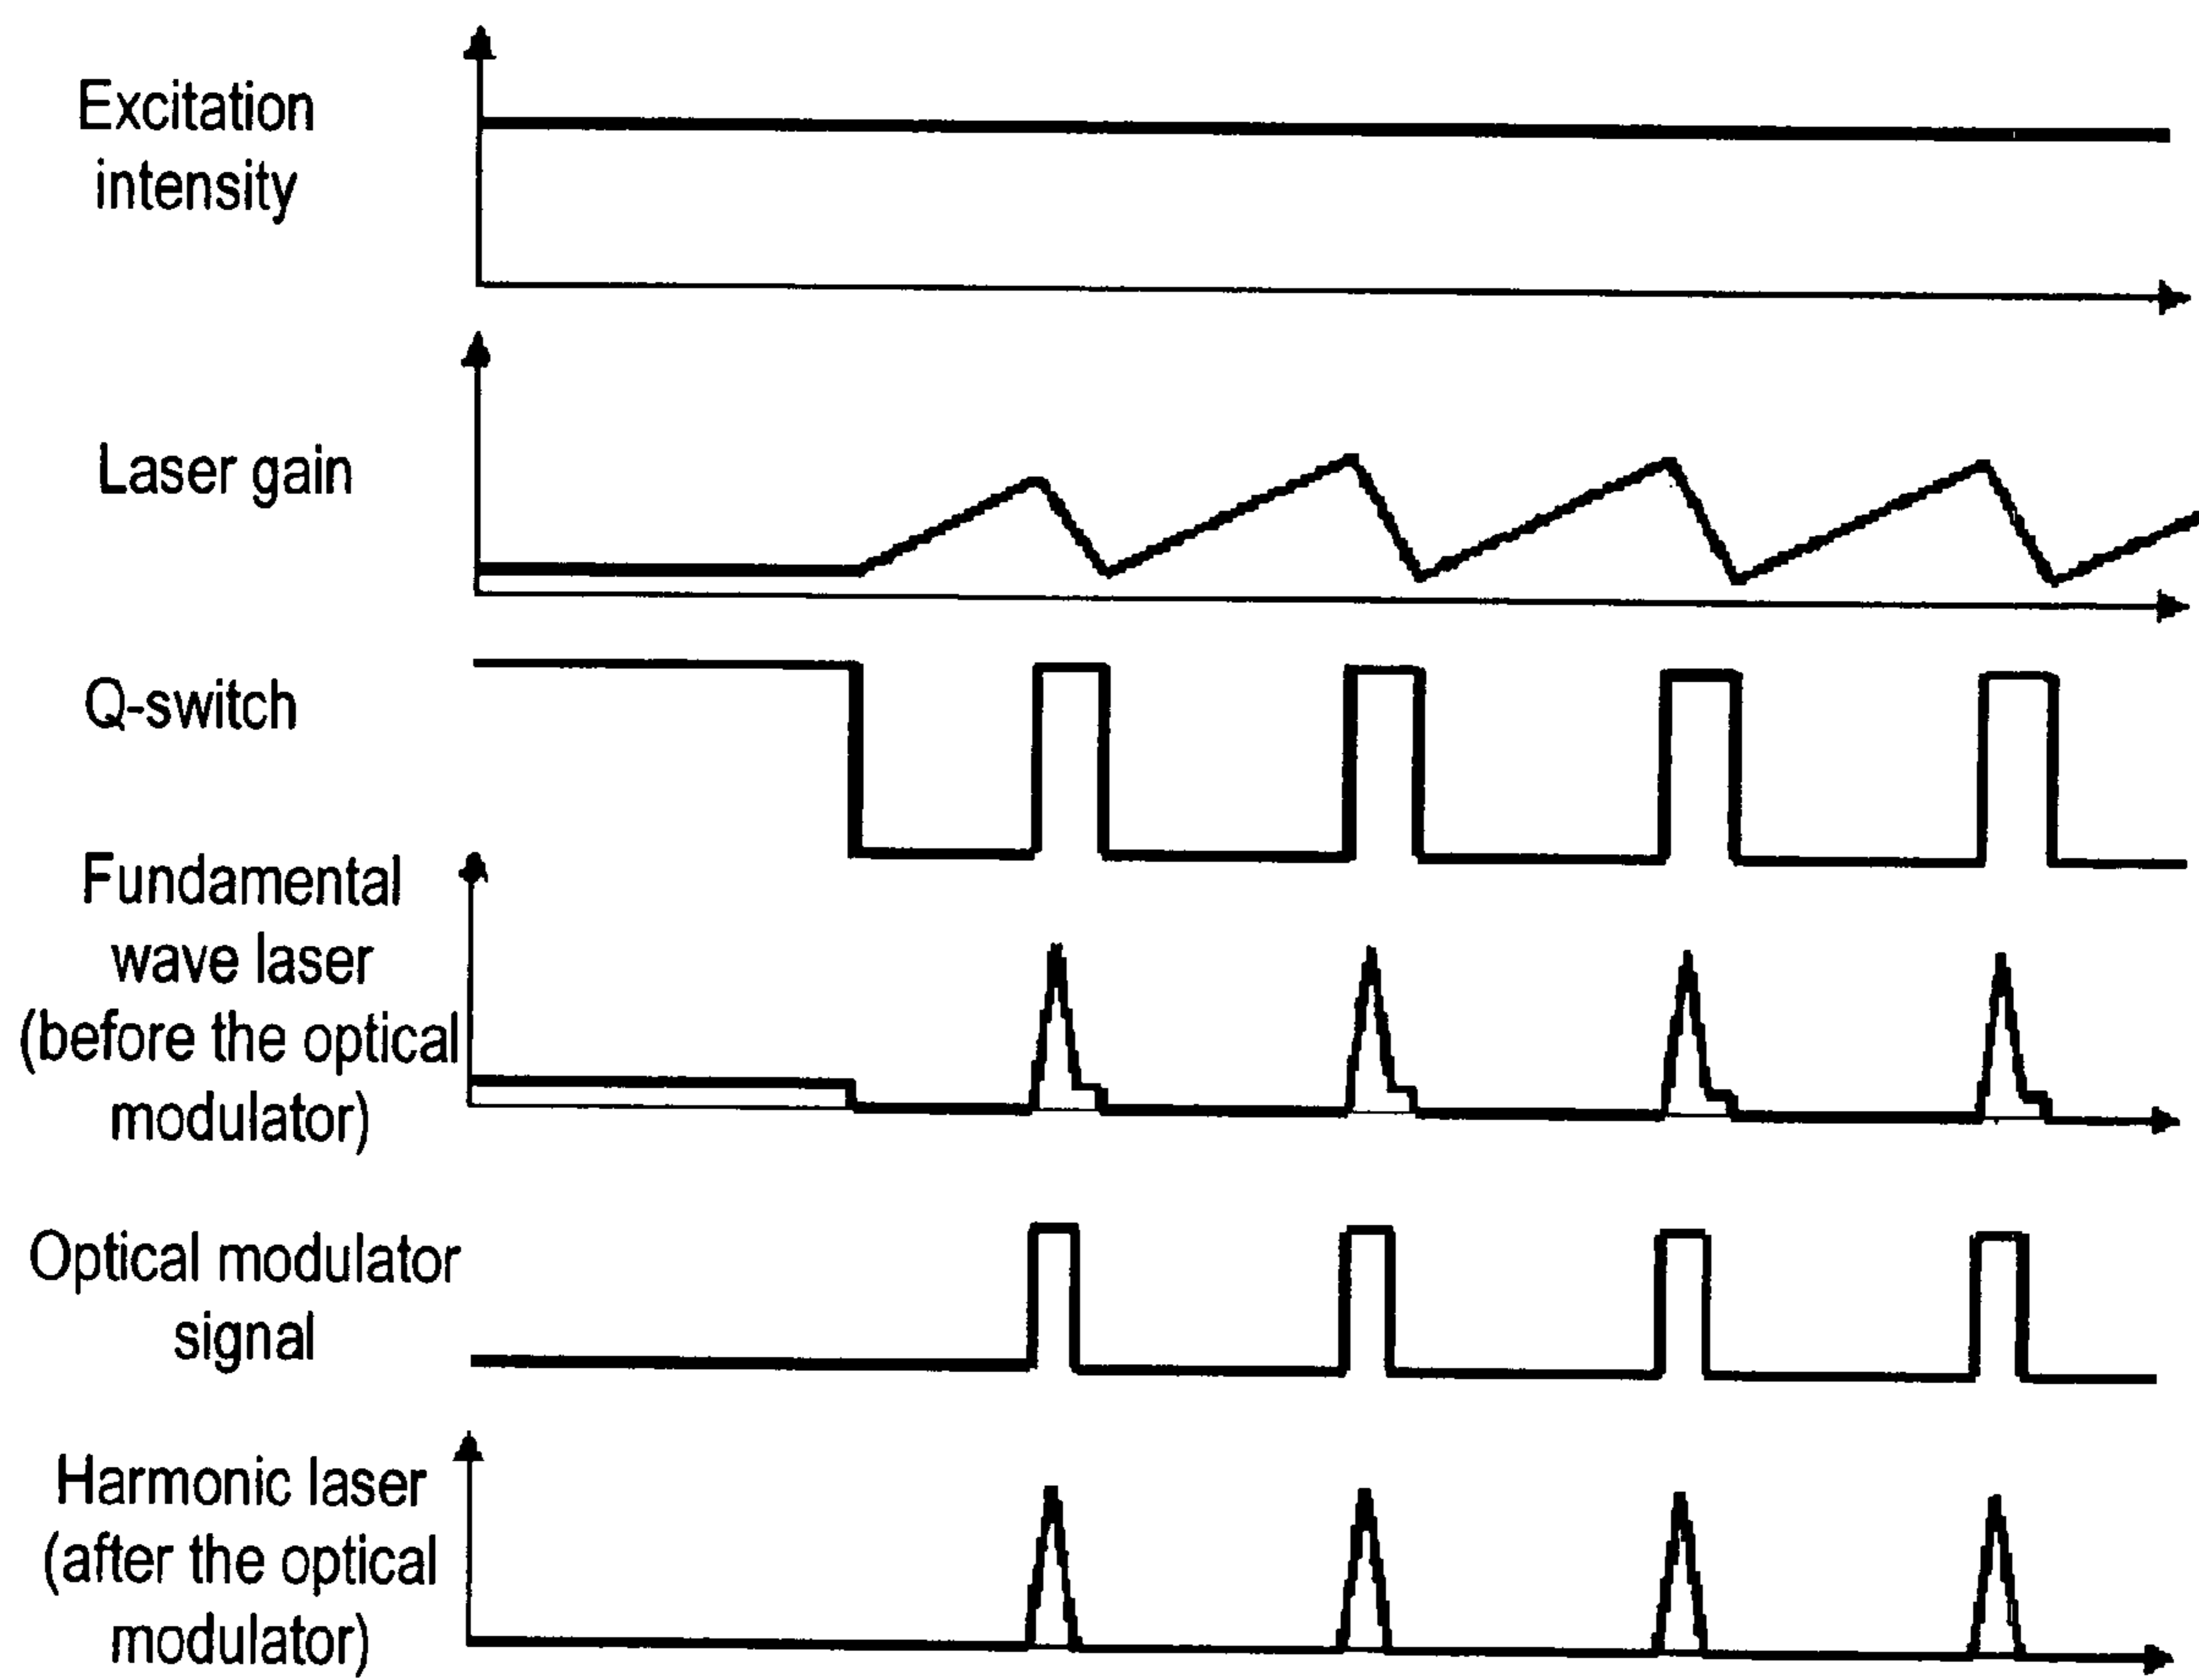 Excitation
intensity
Laser gain
Q-switch
Fundamental
wave laser
(before the optical
modulator)
Optical modulator
signal
Harmonic laser
(after the optical
modulator)